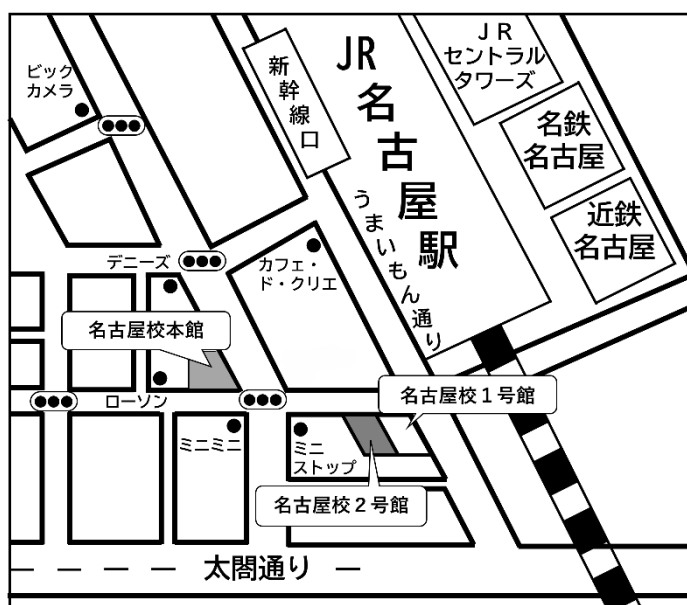 ビック
カメラ
新幹線口
JR名古屋駅
うまいもん通り
JR
セントラル
タワーズ
名鉄
名古屋
近鉄
名古屋
デニーズ
カフェ・
ド・クリエ
名古屋校本館
ローソン
名古屋校1号館
ミニミニ
ミニ
ストップ
名古屋校2号館
太閤通り